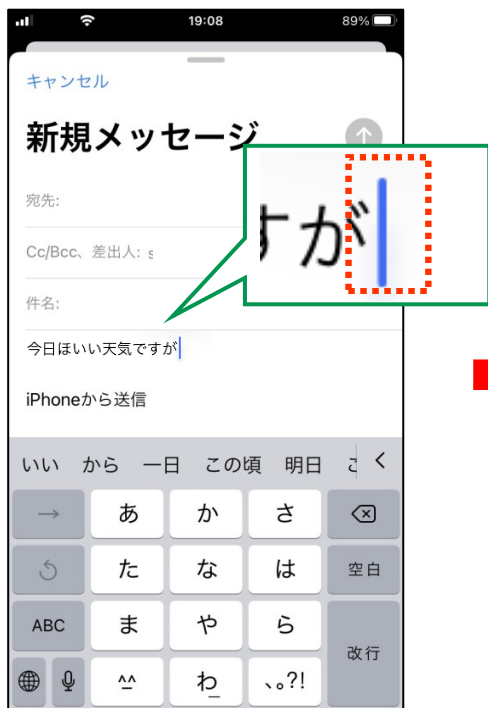 19:08 89%
キャンセル
新規メッセージ
すが
宛先:
Cc/Bcc、差出人: s
件名:
今日ほいい天気ですが
iPhoneから送信
いい から 一日 この頃 明日
→ あ か さ
た な は 空白
ABC ま や ら 改行
^^ わ 、。?!